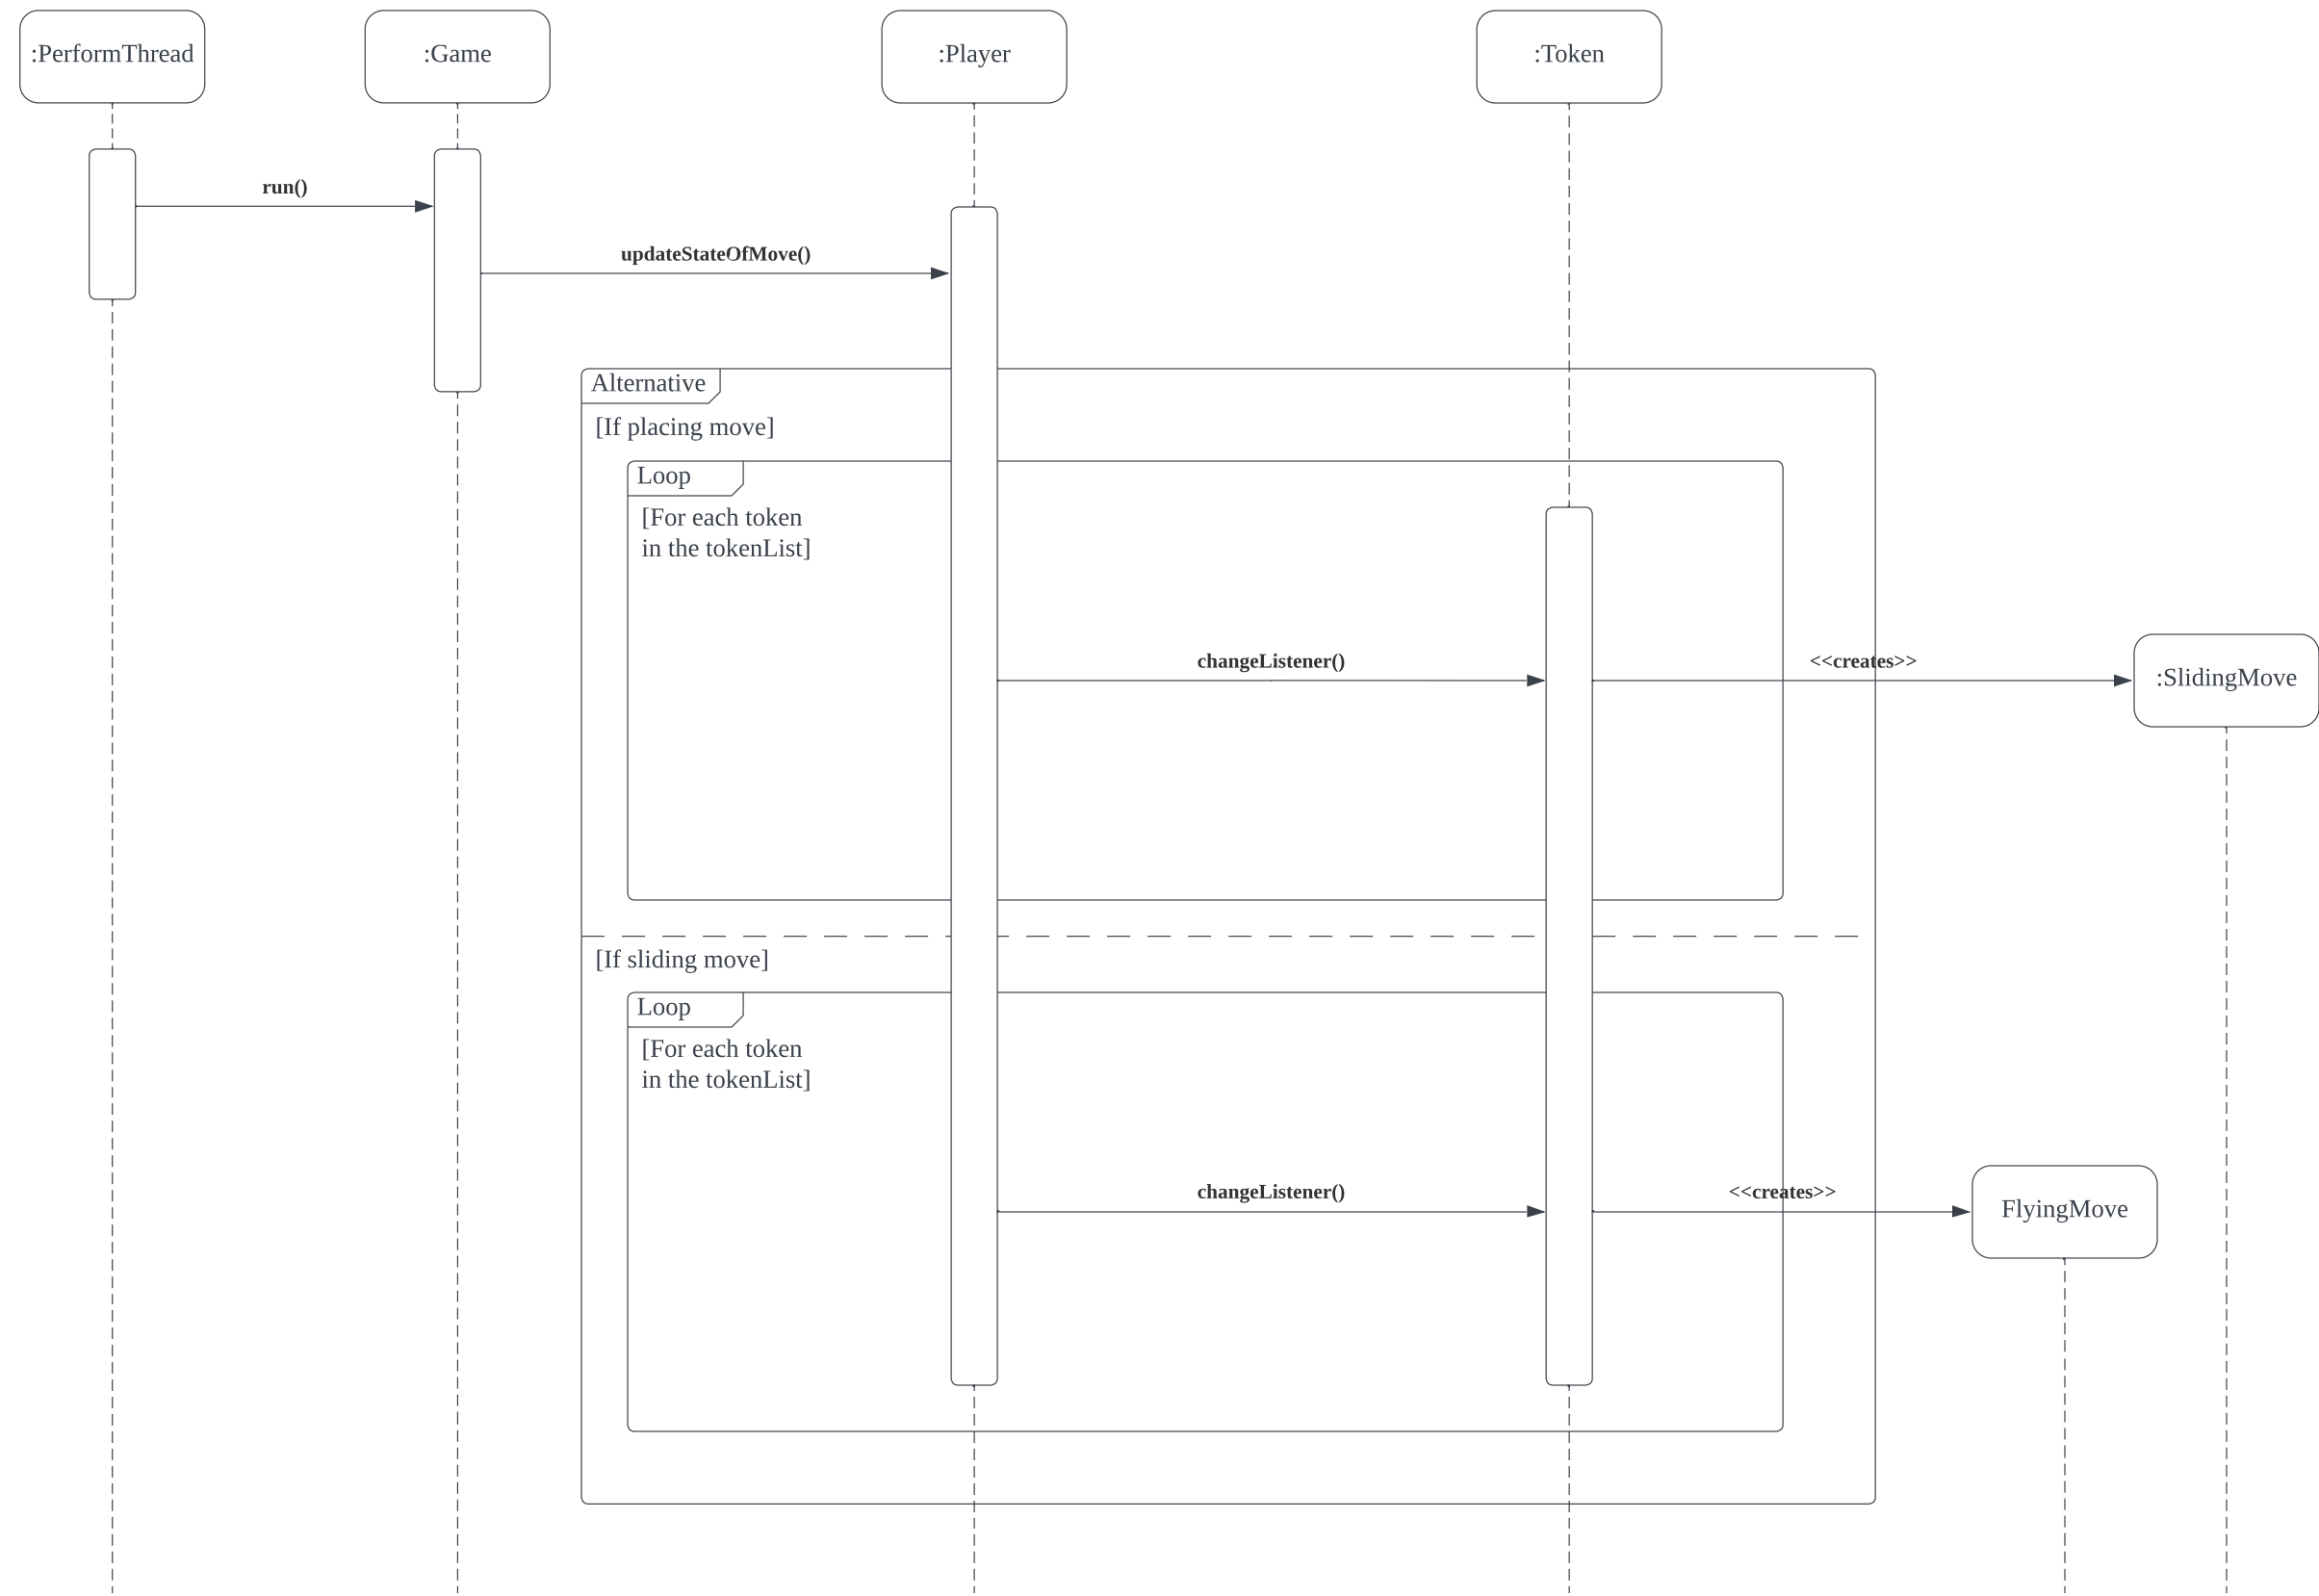 :PerformThread
:Game
:Player
:Token
run()
updateStateOfMove()
Alternative
[If placing move]
Loop
[For each token
in the tokenList]
changeListener()
<<creates>>
:SlidingMove
[If sliding move]
Loop
[For each token
in the tokenList]
changeListener()
<<creates>>
FlyingMove